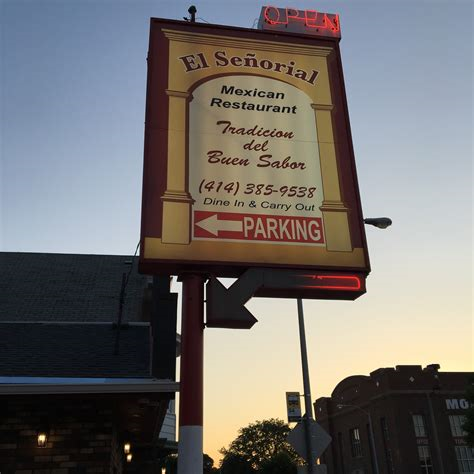 OPEN
El Señorial
Mexican
Restaurant
Tradicion
del
Buen Sabor
(414) 385-9538
Dine In & Carry Out
PARKING